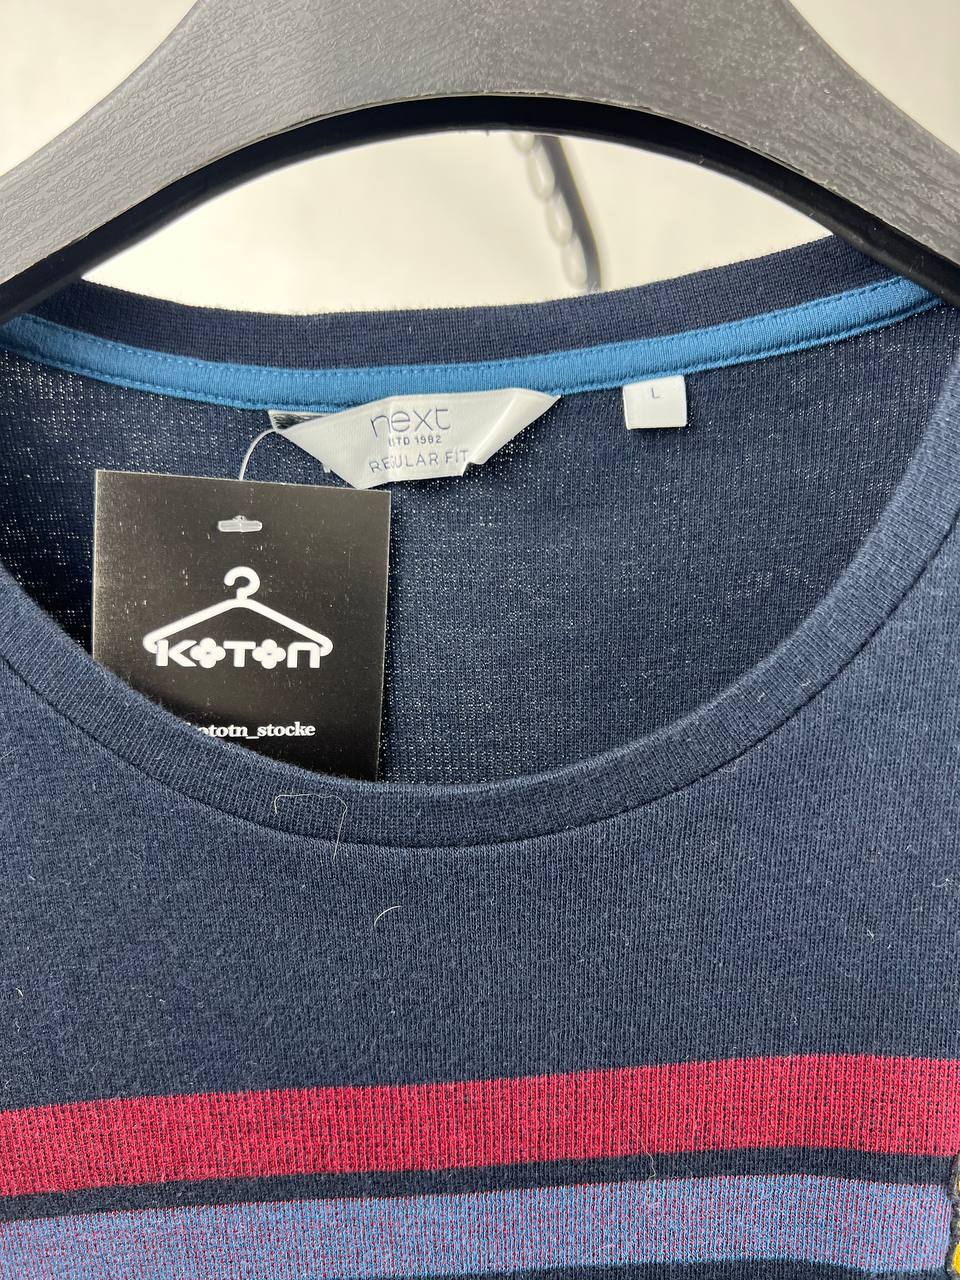 next
LTD 1982
REGULAR FIT
L
KOTON
kototn_stocke